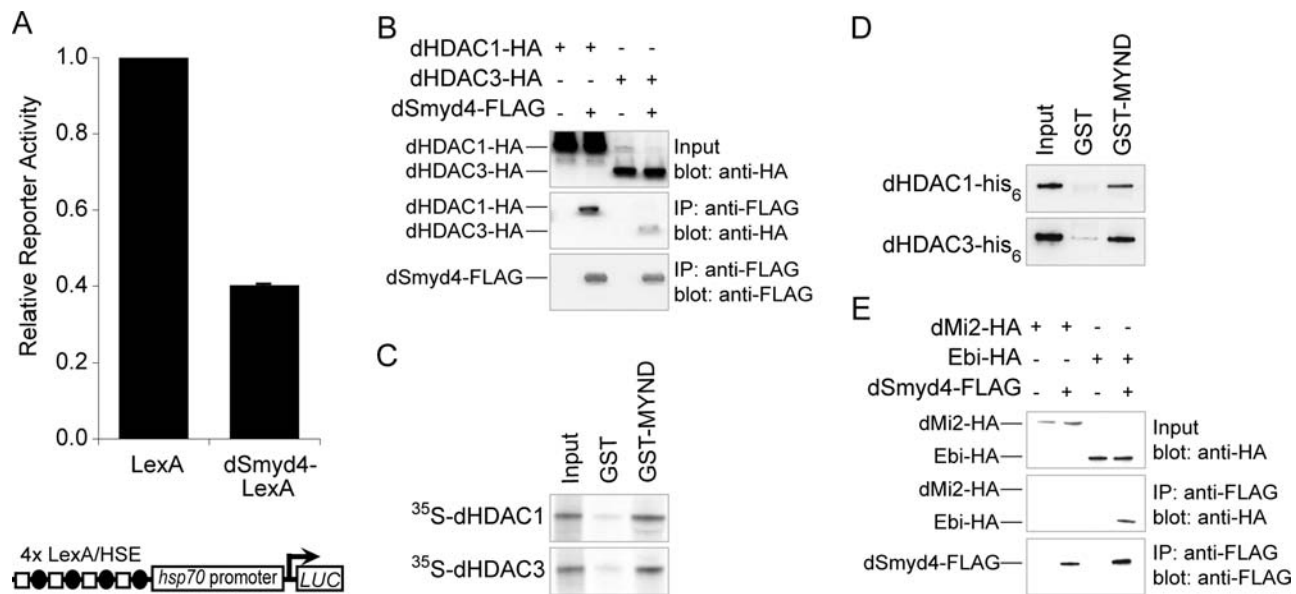 A
Relative Reporter Activity
1.0
0.8
0.6
0.4
0.2
0.0
LexA
dSmyd4-
LexA
4x LexA/HSE
hsp70 promoter
LUC
B
dHDAC1-HA + + - -
dHDAC3-HA - - + +
dSmyd4-FLAG - + - +
dHDAC1-HA
dHDAC3-HA
Input
blot: anti-HA
dHDAC1-HA
dHDAC3-HA
IP: anti-FLAG
blot: anti-HA
dSmyd4-FLAG
IP: anti-FLAG
blot: anti-FLAG
C
Input GST GST-MYND
35S-dHDAC1
35S-dHDAC3
D
Input GST GST-MYND
dHDAC1-his6
dHDAC3-his6
E
dMi2-HA + + - -
Ebi-HA - - + +
dSmyd4-FLAG - + - +
dMi2-HA
Ebi-HA
Input
blot: anti-HA
dMi2-HA
Ebi-HA
IP: anti-FLAG
blot: anti-HA
dSmyd4-FLAG
IP: anti-FLAG
blot: anti-FLAG